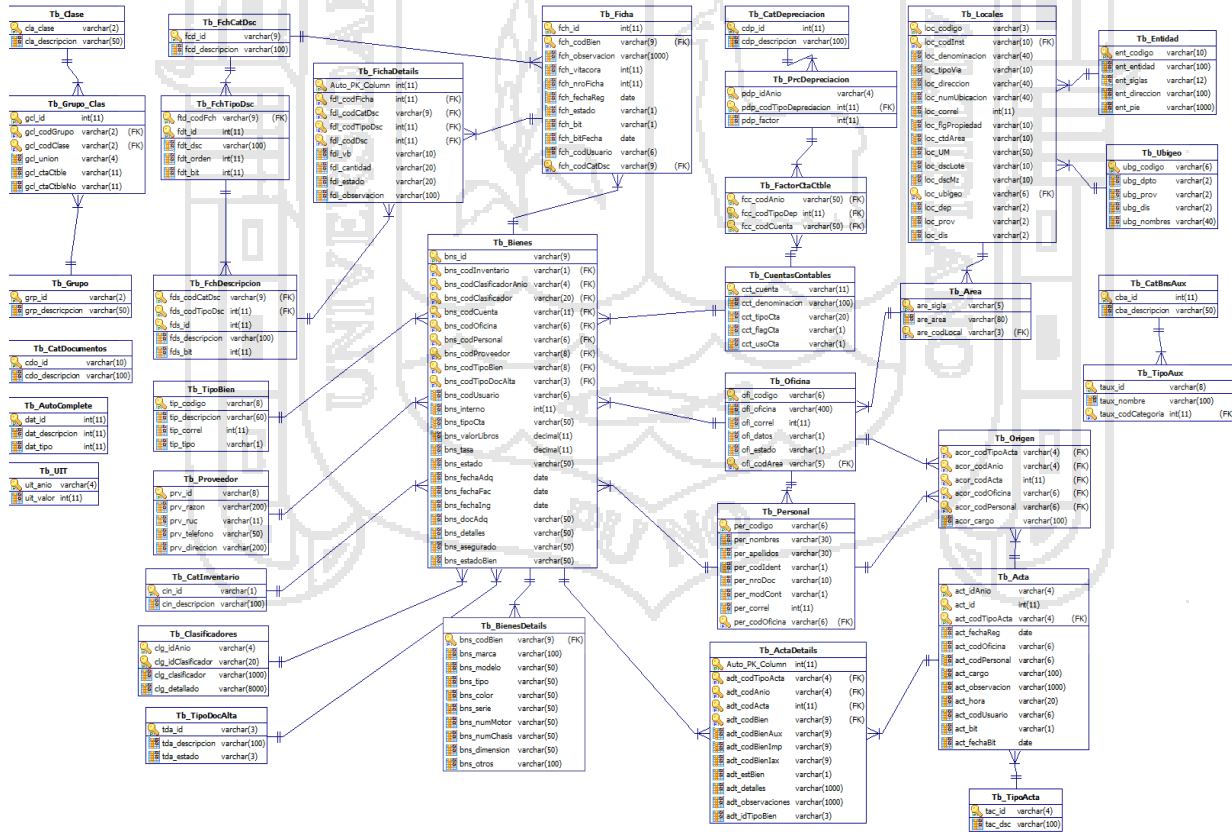 Tb_Clase
cla_clase varchar(2)
cla_descripcion varchar(50)
Tb_FchCatDsc
fcd_id varchar(9)
fcd_descripcion varchar(100)
Tb_Ficha
fch_id int(11)
fch_codBien varchar(9) (FK)
fch_observacion varchar(1000)
fch_vitacora int(11)
fch_nroFicha int(11)
fch_fechaReg date
fch_estado varchar(1)
fch_bit varchar(1)
fch_bitFecha date
fch_codUsuario varchar(6)
fch_codCatDsc varchar(9) (FK)
Tb_CatDepreciacion
cdp_id int(11)
cdp_descripcion varchar(100)
Tb_Locales
loc_codigo varchar(3)
loc_codInst varchar(10) (FK)
loc_denominacion varchar(40)
loc_tipoVia varchar(10)
loc_direccion varchar(40)
loc_numUbicacion varchar(40)
loc_correl int(11)
loc_flgPropiedad varchar(10)
loc_ctdArea varchar(10)
loc_UM varchar(50)
loc_dscLote varchar(10)
loc_dscMz varchar(10)
loc_ubigeo varchar(6) (FK)
loc_dep varchar(2)
loc_prov varchar(2)
loc_dis varchar(2)
Tb_Entidad
ent_codigo varchar(10)
ent_entidad varchar(100)
ent_siglas varchar(12)
ent_direccion varchar(100)
ent_pie varchar(1000)
Tb_FichaDetails
Auto_PK_Column int(11)
fdl_codFicha int(11) (FK)
fdl_codCatDsc varchar(9) (FK)
fdl_codTipoDsc int(11) (FK)
fdl_codDsc int(11) (FK)
fdl_vb varchar(10)
fdl_cantidad varchar(20)
fdl_estado varchar(20)
fdl_observacion varchar(100)
Tb_PrcDepreciacion
pdp_idAnio varchar(4)
pdp_codTipoDepreciacion int(11) (FK)
pdp_factor int(11)
Tb_Grupo_Clas
gcl_id int(11)
gcl_codGrupo varchar(2) (FK)
gcl_codClase varchar(2) (FK)
gcl_union varchar(4)
gcl_ctaCtble varchar(11)
gcl_ctaCtbleNo varchar(11)
Tb_FchTipoDsc
ftd_codFch varchar(9) (FK)
fdt_id int(11)
fdt_dsc varchar(100)
fdt_orden int(11)
fdt_bit int(11)
Tb_Ubigeo
ubg_codigo varchar(6)
ubg_dpto varchar(2)
ubg_prov varchar(2)
ubg_dis varchar(2)
ubg_nombres varchar(40)
Tb_FactorCtaCtble
fcc_codAnio varchar(50) (FK)
fcc_codTipoDep int(11) (FK)
fcc_codCuenta varchar(50) (FK)
Tb_Bienes
bns_id varchar(9)
bns_codInventario varchar(1) (FK)
bns_codClasificadorAnio varchar(4) (FK)
bns_codClasificador varchar(20) (FK)
bns_codCuenta varchar(11) (FK)
bns_codOficina varchar(6) (FK)
bns_codPersonal varchar(6) (FK)
bns_codProveedor varchar(8) (FK)
bns_codTipoBien varchar(8) (FK)
bns_codTipoDocAlta varchar(3) (FK)
bns_codUsuario varchar(6)
bns_interno int(11)
bns_tipoCta varchar(50)
bns_valorLibros decimal(11)
bns_tasa decimal(11)
bns_estado varchar(50)
bns_fechaAdq date
bns_fechaFac date
bns_fechaIng date
bns_docAdq varchar(50)
bns_detalles varchar(50)
bns_asegurado varchar(50)
bns_estadoBien varchar(50)
Tb_Grupo
grp_id varchar(2)
grp_descricpcion varchar(50)
Tb_FchDescripcion
fds_codCatDsc varchar(9) (FK)
fds_codTipoDsc int(11) (FK)
fds_id int(11)
fds_descripcion varchar(100)
fds_bit int(11)
Tb_CuentasContables
cct_cuenta varchar(11)
cct_denominacion varchar(100)
cct_tipoCta varchar(20)
cct_flagCta varchar(1)
cct_usoCta varchar(1)
Tb_Area
are_sigla varchar(5)
are_area varchar(80)
are_codLocal varchar(3) (FK)
Tb_CatBnsAux
cba_id int(11)
cba_descripcion varchar(50)
Tb_CatDocumentos
cdo_id varchar(10)
cdo_descripcion varchar(100)
Tb_TipoBien
tip_codigo varchar(8)
tip_descripcion varchar(60)
tip_correl int(11)
tip_tipo varchar(1)
Tb_Oficina
ofi_codigo varchar(6)
ofi_oficina varchar(400)
ofi_correl int(11)
ofi_datos varchar(1)
ofi_estado varchar(1)
ofi_codArea varchar(5) (FK)
Tb_TipoAux
taux_id varchar(8)
taux_nombre varchar(100)
taux_codCategoria int(11) (FK)
Tb_AutoComplete
dat_id int(11)
dat_descripcion int(11)
dat_tipo int(11)
Tb_UIT
uit_anio varchar(4)
uit_valor int(11)
Tb_Proveedor
prv_id varchar(8)
prv_razon varchar(200)
prv_ruc varchar(11)
prv_telefono varchar(50)
prv_direccion varchar(200)
Tb_Origen
acor_codTipoActa varchar(4) (FK)
acor_codAnio varchar(4) (FK)
acor_codActa int(11) (FK)
acor_codOficina varchar(6) (FK)
acor_codPersonal varchar(6) (FK)
acor_cargo varchar(100)
Tb_Personal
per_codigo varchar(6)
per_nombres varchar(30)
per_apelidos varchar(30)
per_codIdent varchar(1)
per_nroDoc varchar(10)
per_modCont varchar(1)
per_correl int(11)
per_codOficina varchar(6) (FK)
Tb_CatInventario
cin_id varchar(1)
cin_descripcion varchar(100)
Tb_Acta
act_idAnio varchar(4)
act_id int(11)
act_codTipoActa varchar(4) (FK)
act_fechaReg date
act_codOficina varchar(6)
act_codPersonal varchar(6)
act_cargo varchar(100)
act_observacion varchar(1000)
act_hora varchar(20)
act_codUsuario varchar(6)
act_bit varchar(1)
act_fechaBit date
Tb_Clasificadores
clg_idAnio varchar(4)
clg_idClasificador varchar(20)
clg_clasificador varchar(1000)
clg_detallado varchar(8000)
Tb_BienesDetails
bns_codBien varchar(9) (FK)
bns_marca varchar(100)
bns_modelo varchar(50)
bns_tipo varchar(50)
bns_color varchar(50)
bns_serie varchar(50)
bns_numMotor varchar(50)
bns_numChasis varchar(50)
bns_dimension varchar(50)
bns_otros varchar(100)
Tb_ActaDetails
Auto_PK_Column int(11)
adt_codTipoActa varchar(4) (FK)
adt_codAnio varchar(4) (FK)
adt_codActa int(11) (FK)
adt_codBien varchar(9) (FK)
adt_codBienAux varchar(9)
adt_codBienImp varchar(9)
adt_codBienIax varchar(9)
adt_estBien varchar(1)
adt_detalles varchar(1000)
adt_observaciones varchar(1000)
adt_idTipoBien varchar(3)
Tb_TipoDocAlta
tda_id varchar(3)
tda_descripcion varchar(100)
tda_estado varchar(3)
Tb_TipoActa
tac_id varchar(4)
tac_dsc varchar(100)